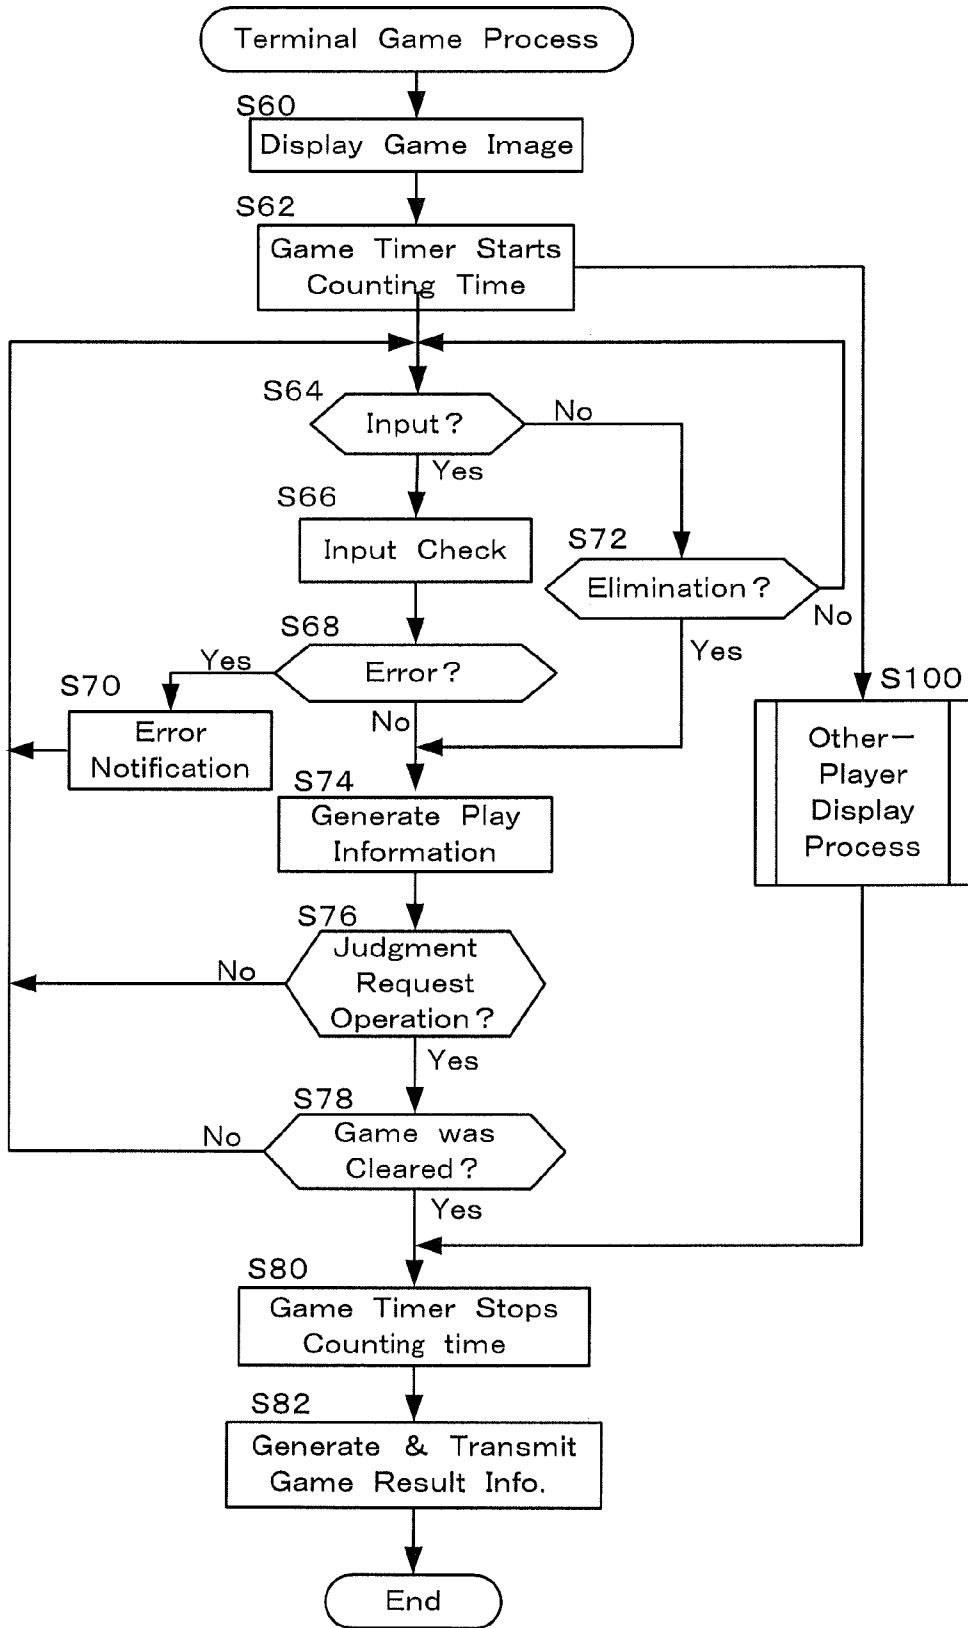 Terminal Game Process
S60
Display Game Image
S62
Game Timer Starts
Counting Time
S64
Input?
No
Yes
S66
Input Check
S72
Elimination?
No
Yes
S68
Error?
Yes
No
S70
Error
Notification
S100
Other-
Player
Display
Process
S74
Generate Play
Information
S76
Judgment
Request
Operation?
No
Yes
S78
Game was
Cleared?
No
Yes
S80
Game Timer Stops
Counting time
S82
Generate & Transmit
Game Result Info.
End